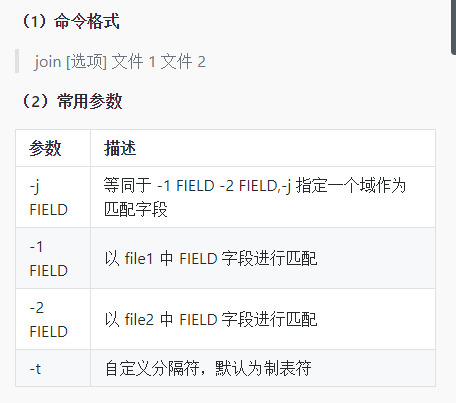 （1）命令格式
join [选项] 文件 1 文件 2
（2）常用参数
参数 描述
-j 等同于 -1 FIELD -2 FIELD,-j 指定一个域作为
FIELD 匹配字段
-1
FIELD 以 file1 中 FIELD 字段进行匹配
-2
FIELD 以 file2 中 FIELD 字段进行匹配
-t 自定义分隔符，默认为制表符